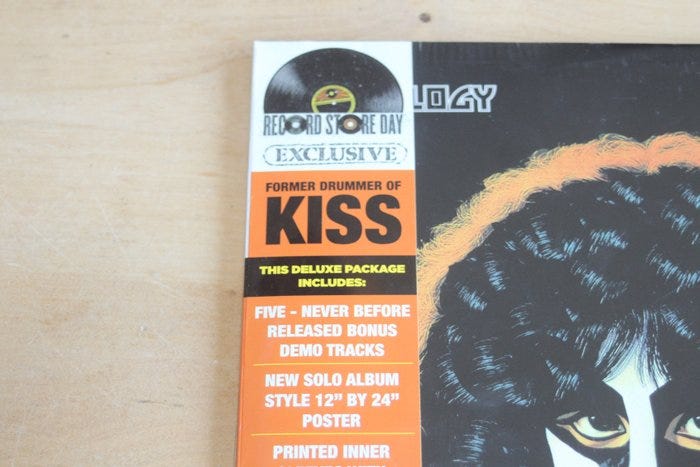 RECORD STORE DAY
EXCLUSIVE
LOGY
FORMER DRUMMER OF
KISS
THIS DELUXE PACKAGE
INCLUDES:
FIVE - NEVER BEFORE
RELEASED BONUS
DEMO TRACKS
NEW SOLO ALBUM
STYLE 12” BY 24”
POSTER
PRINTED INNER